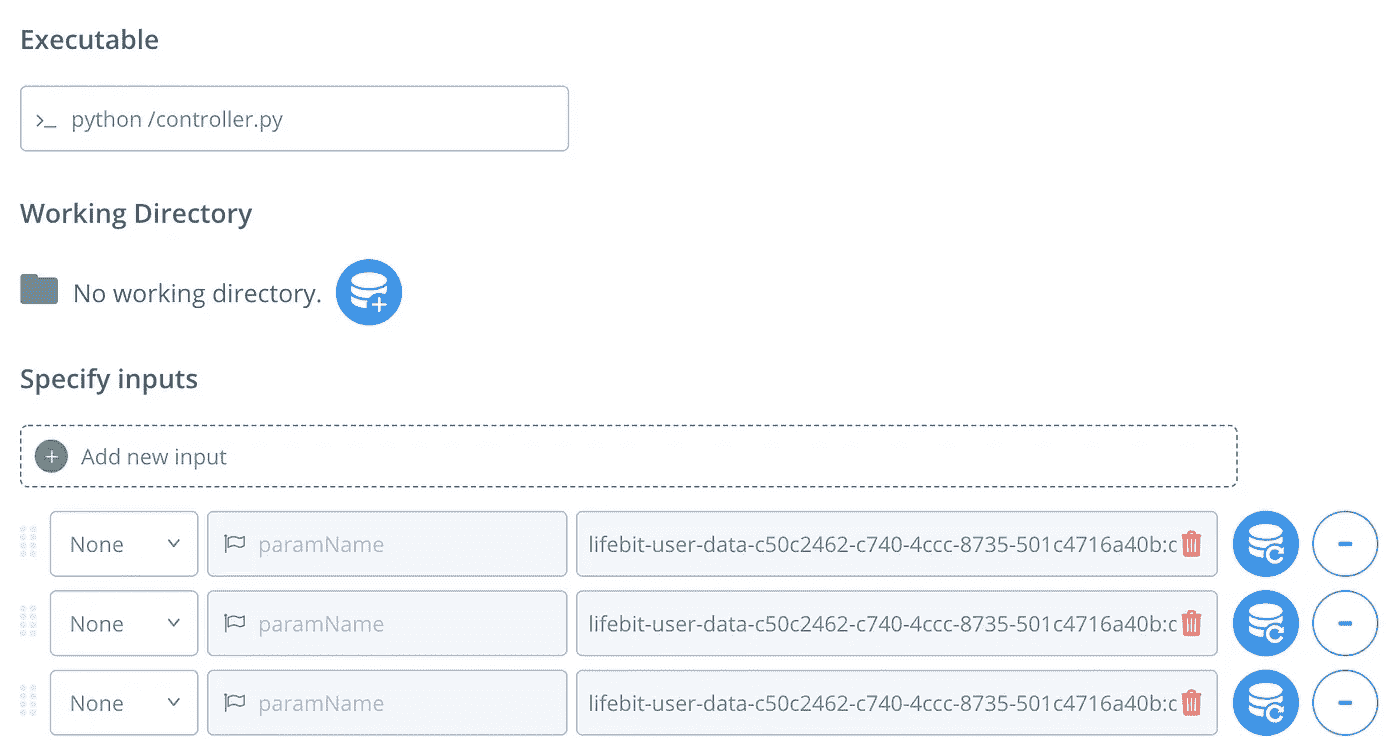 Executable
>_ python /controller.py
Working Directory
No working directory.
Specify inputs
+ Add new input
None paramName lifebit-user-data-c50c2462-c740-4ccc-8735-501c4716a40b:c
None paramName lifebit-user-data-c50c2462-c740-4ccc-8735-501c4716a40b:c
None paramName lifebit-user-data-c50c2462-c740-4ccc-8735-501c4716a40b:c